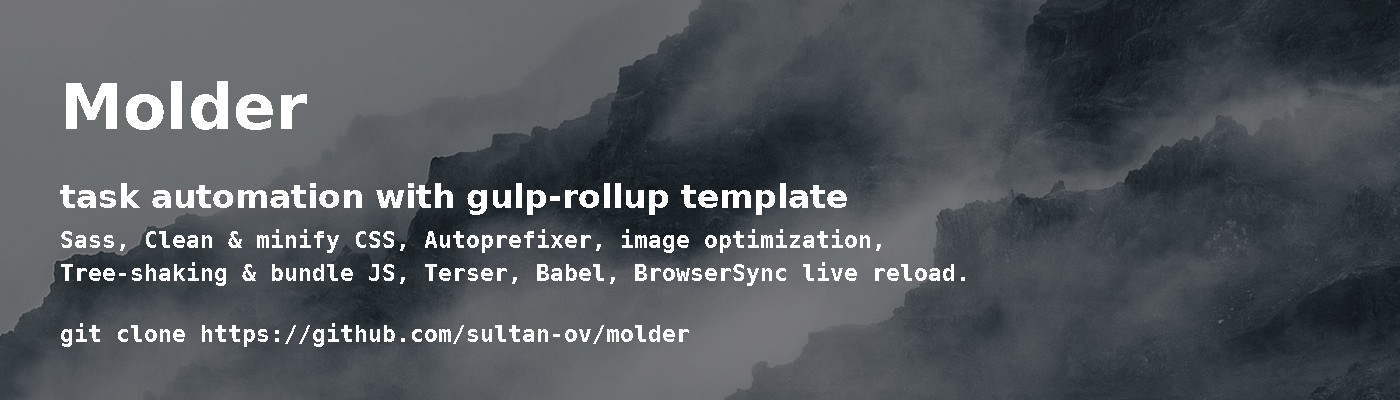 Molder
task automation with gulp-rollup template
Sass, Clean & minify CSS, Autoprefixer, image optimization,
Tree-shaking & bundle JS, Terser, Babel, BrowserSync live reload.
git clone https://github.com/sultan-ov/molder